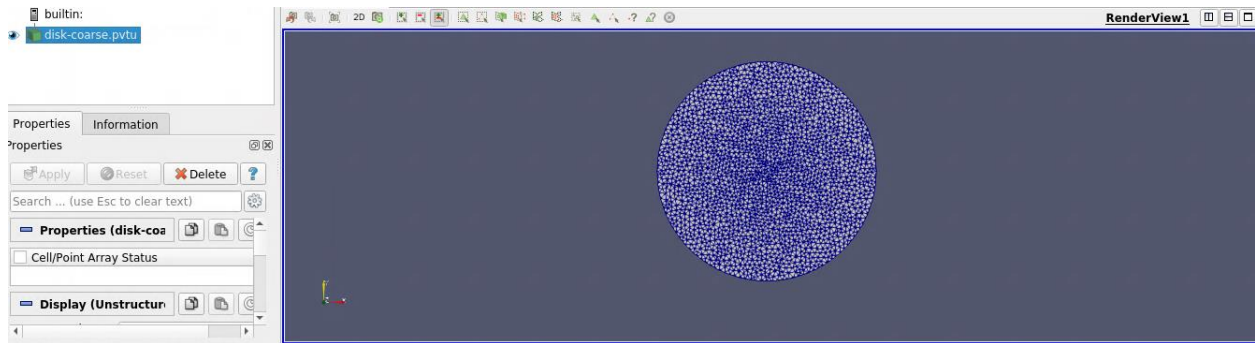 builtin:
disk-coarse.pvtu
2D
RenderView1
Properties
Information
Properties
Apply
Reset
Delete
?
Search ... (use Esc to clear text)
Properties (disk-coa
Cell/Point Array Status
Display (Unstructur